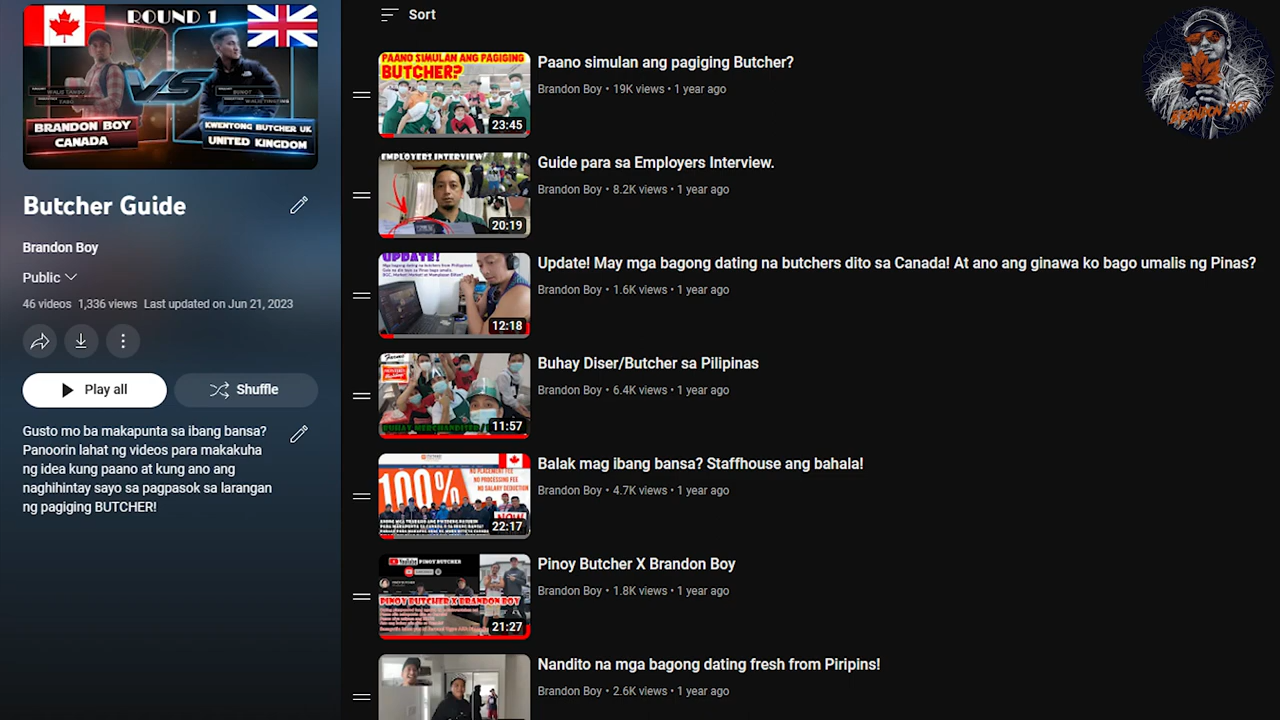 ROUND 1
VS
BRANDON BOY
CANADA
KWENTONG BUTCHER UK
UNITED KINGDOM
Butcher Guide
Brandon Boy
Public
46 videos 1,336 views Last updated on Jun 21, 2023
Play all
Shuffle
Gusto mo ba makapunta sa ibang bansa?
Panoorin lahat ng videos para makakuha
ng idea kung paano at kung ano ang
naghihintay sayo sa pagpasok sa larangan
ng pagiging BUTCHER!
Sort
PAANO SIMULAN ANG PAGIGING
BUTCHER?
23:45
Paano simulan ang pagiging Butcher?
Brandon Boy • 19K views • 1 year ago
EMPLOYERS INTERVIEW
20:19
Guide para sa Employers Interview.
Brandon Boy • 8.2K views • 1 year ago
UPDATE!
12:18
Update! May mga bagong dating na butchers dito sa Canada! At ano ang ginawa ko bago umalis ng Pinas?
Brandon Boy • 1.6K views • 1 year ago
11:57
Buhay Diser/Butcher sa Pilipinas
Brandon Boy • 6.4K views • 1 year ago
100%
NO PLACEMENT FEE
NO PROCESSING FEE
NO SALARY DEDUCTION
22:17
Balak mag ibang bansa? Staffhouse ang bahala!
Brandon Boy • 4.7K views • 1 year ago
YouTube PINOY BUTCHER
PINOY BUTCHER X BRANDON BOY
21:27
Pinoy Butcher X Brandon Boy
Brandon Boy • 1.8K views • 1 year ago
Nandito na mga bagong dating fresh from Piripins!
Brandon Boy • 2.6K views • 1 year ago